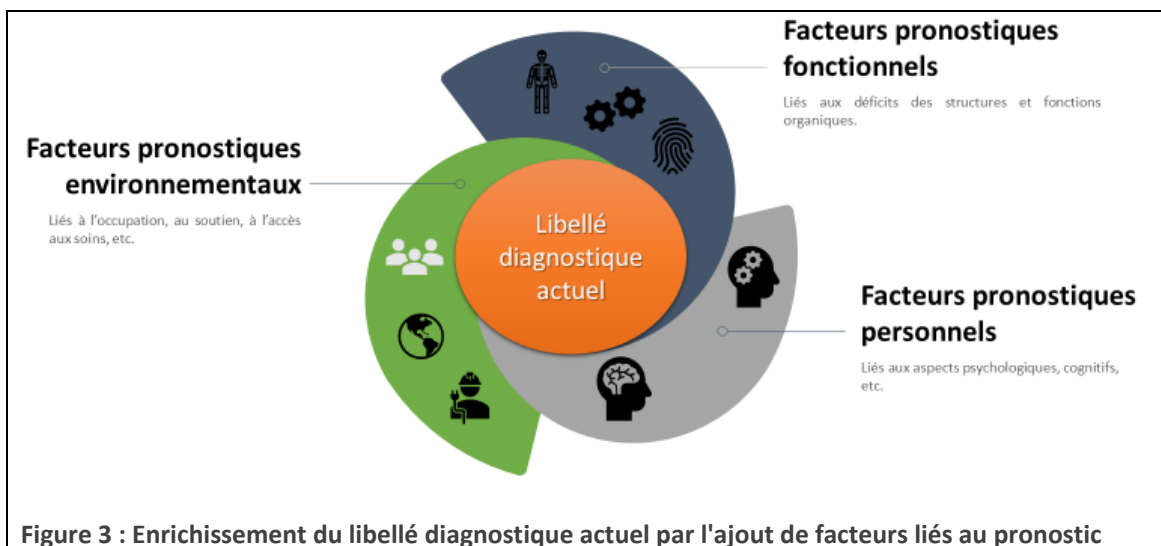 Facteurs pronostiques
fonctionnels
Liés aux déficits des structures et fonctions
organiques.
Facteurs pronostiques
environnementaux
Liés à l'occupation, au soutien, à l'accès
aux soins, etc.
Libellé
diagnostique
actuel
Facteurs pronostiques
personnels
Liés aux aspects psychologiques, cognitifs,
etc.
Figure 3 : Enrichissement du libellé diagnostique actuel par l'ajout de facteurs liés au pronostic